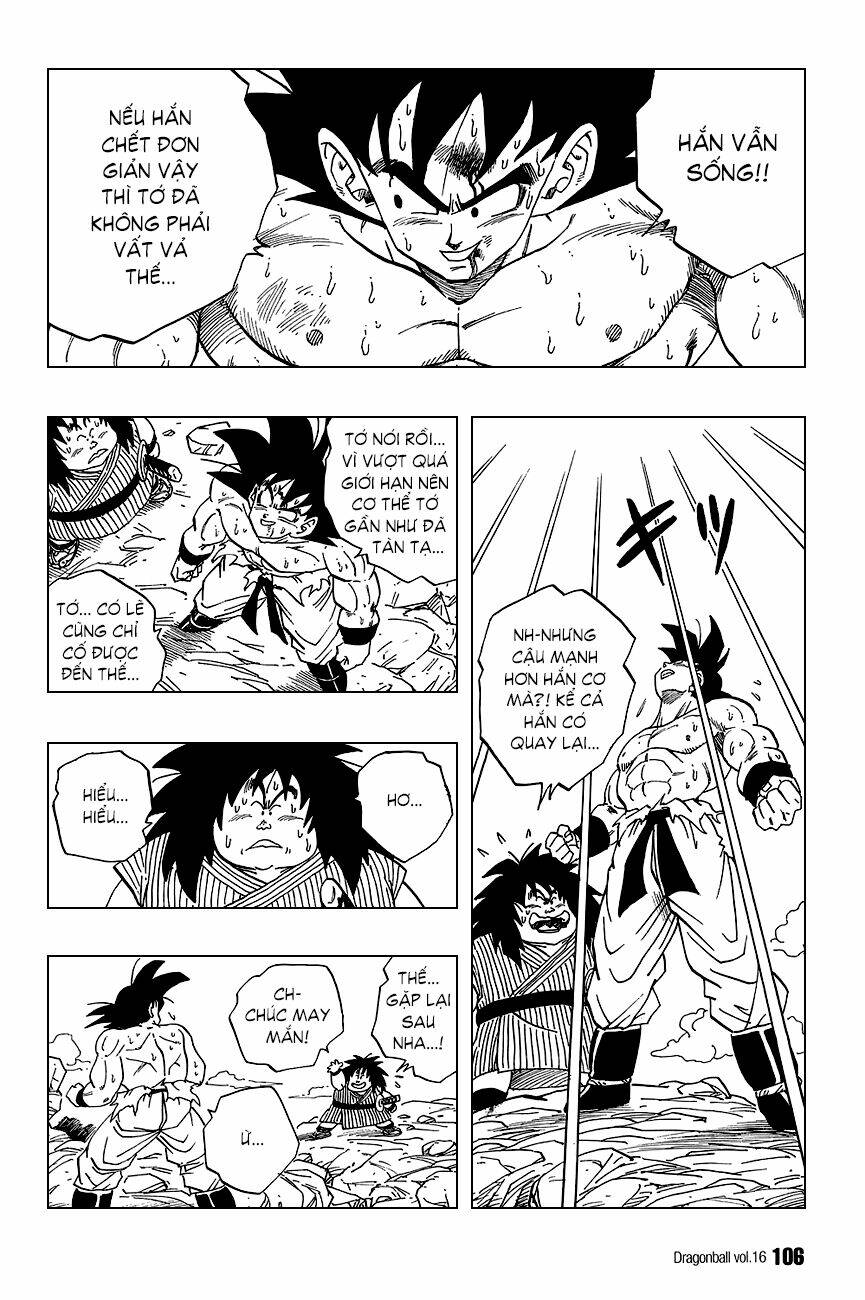 HẮN VẪN
SỐNG!!
NẾU HẮN
CHẾT ĐƠN
GIẢN VẬY
THÌ TỚ ĐÃ
KHÔNG PHẢI
VẤT VẢ
THẾ...
NH-NHƯNG
CẬU MẠNH
HƠN HẮN CƠ
MÀ?! KỂ CẢ
HẮN CÓ
QUAY LẠI...
ギッ
TỚ NÓI RỒI...
VÌ VƯỢT QUÁ
GIỚI HẠN NÊN
CƠ THỂ TỚ
GẦN NHƯ ĐÃ
TÀN TẠ...
TỚ... CÓ LẼ
CŨNG CHỈ
CỐ ĐƯỢC
ĐẾN THẾ...
HƠ...
HIỂU...
HIỂU...
THẾ...
GẶP LẠI
SAU
NHA...!
CH-
CHÚC MAY
MẮN!
Ừ...
Dragonball vol.16 106